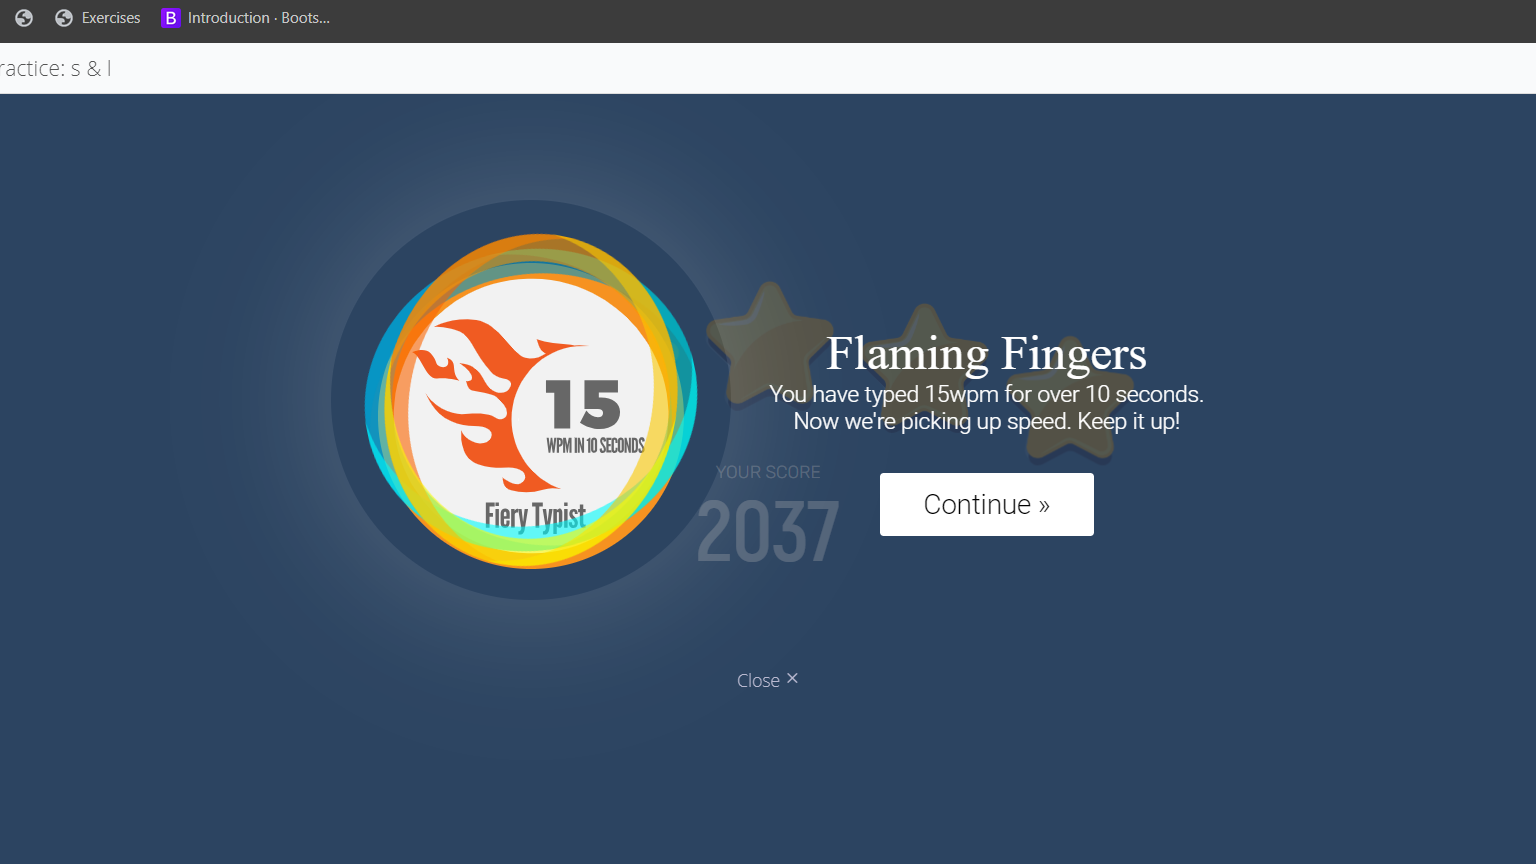 Exercises
Introduction · Boots...
ractice: s & l
15
WPM IN 10 SECONDS
Fiery Typist
Flaming Fingers
You have typed 15wpm for over 10 seconds.
Now we're picking up speed. Keep it up!
YOUR SCORE
2037
Continue »
Close ×